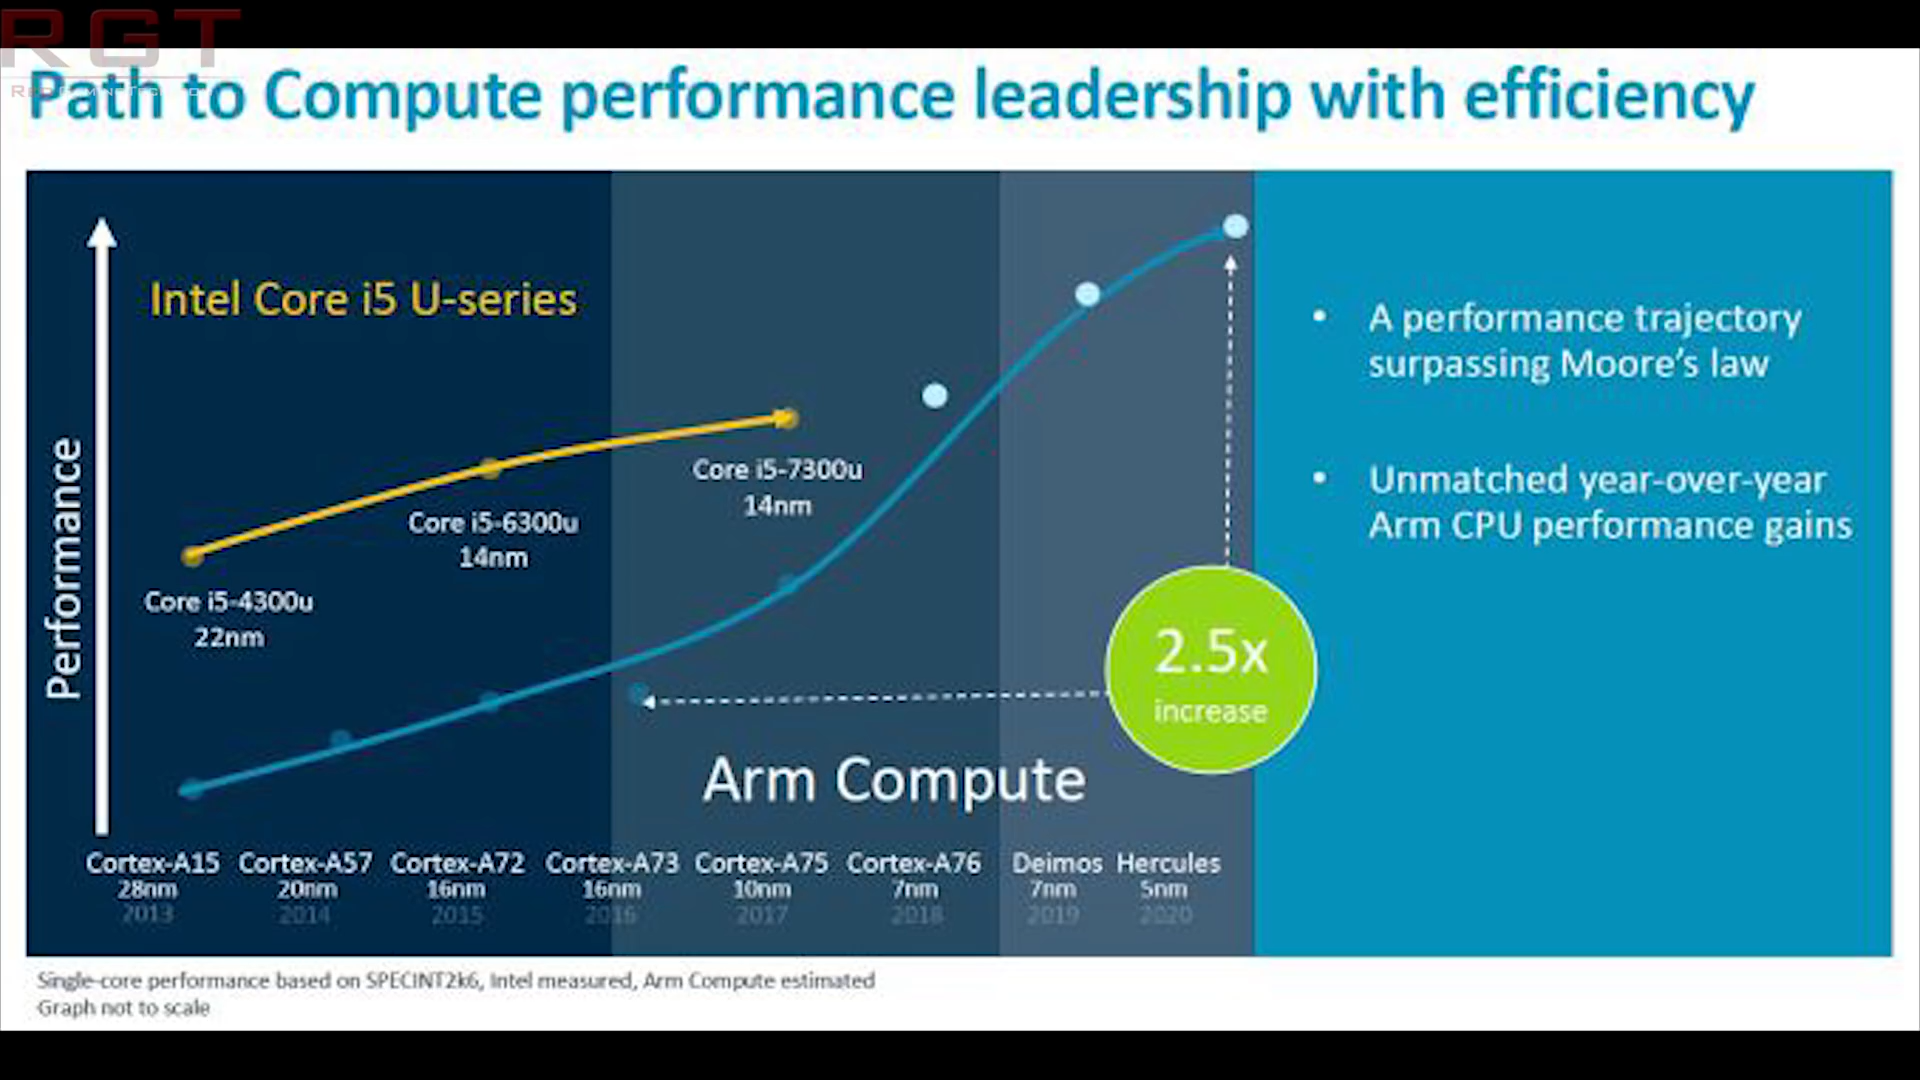 RGT
Path to Compute performance leadership with efficiency
Performance
Intel Core i5 U-series
Core i5-4300u
22nm
Core i5-6300u
14nm
Core i5-7300u
14nm
2.5x
increase
Arm Compute
Cortex-A15 Cortex-A57 Cortex-A72 Cortex-A73 Cortex-A75 Cortex-A76 Deimos Hercules
28nm 20nm 16nm 16nm 10nm 7nm 7nm 5nm
2013 2014 2015 2016 2017 2018 2019 2020
• A performance trajectory
surpassing Moore's law
• Unmatched year-over-year
Arm CPU performance gains
Single-core performance based on SPECINT2k6, Intel measured, Arm Compute estimated
Graph not to scale